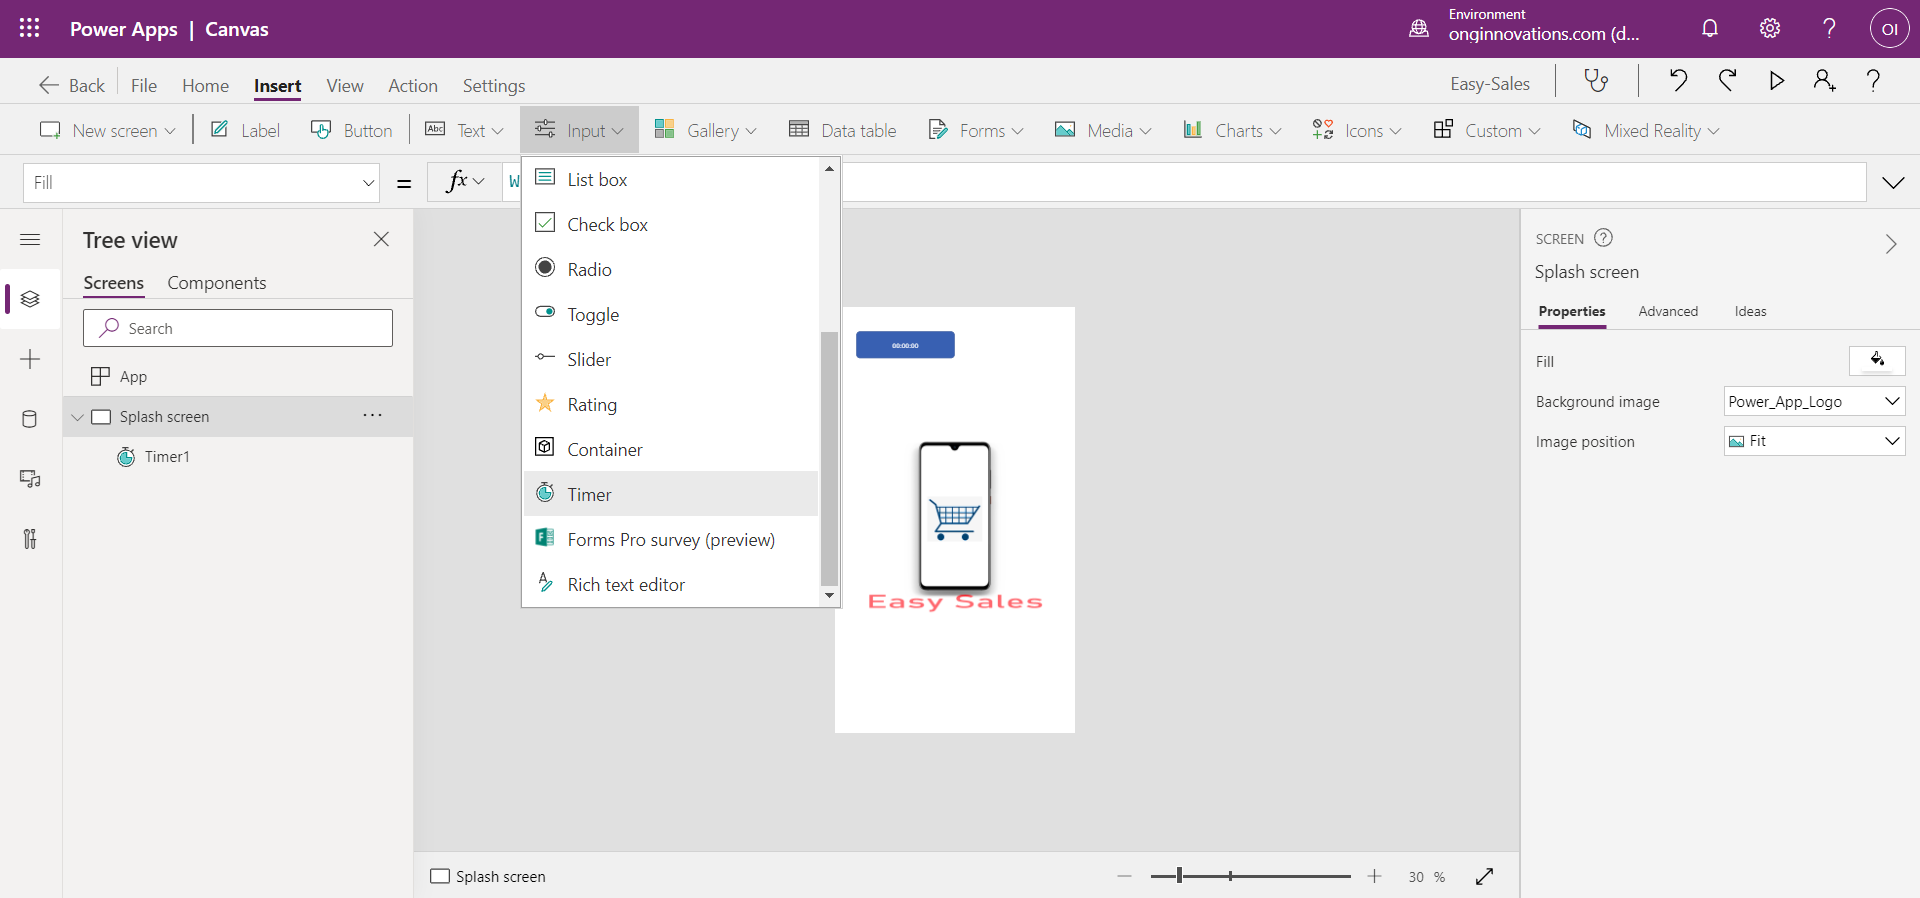 Power Apps | Canvas
Environment
onginnovations.com (d...
OI
Back
File
Home
Insert
View
Action
Settings
Easy-Sales
New screen
Label
Button
Abc
Text
Input
Gallery
Data table
Forms
Media
Charts
Icons
Custom
Mixed Reality
Fill
=
fx
W
Tree view
Screens
Components
Search
App
Splash screen
Timer1
List box
Check box
Radio
Toggle
Slider
Rating
Container
Timer
Forms Pro survey (preview)
Rich text editor
00:00:00
Easy Sales
SCREEN
Splash screen
Properties
Advanced
Ideas
Fill
Background image
Power_App_Logo
Image position
Fit
Splash screen
30 %